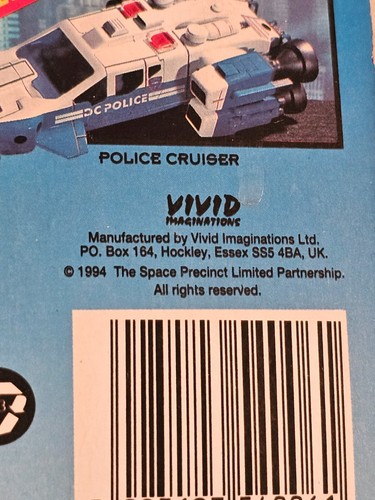 DC POLICE
POLICE CRUISER
VIVID
IMAGINATIONS
Manufactured by Vivid Imaginations Ltd.
PO. Box 164, Hockley, Essex SS5 4BA, UK.
© 1994 The Space Precinct Limited Partnership.
All rights reserved.